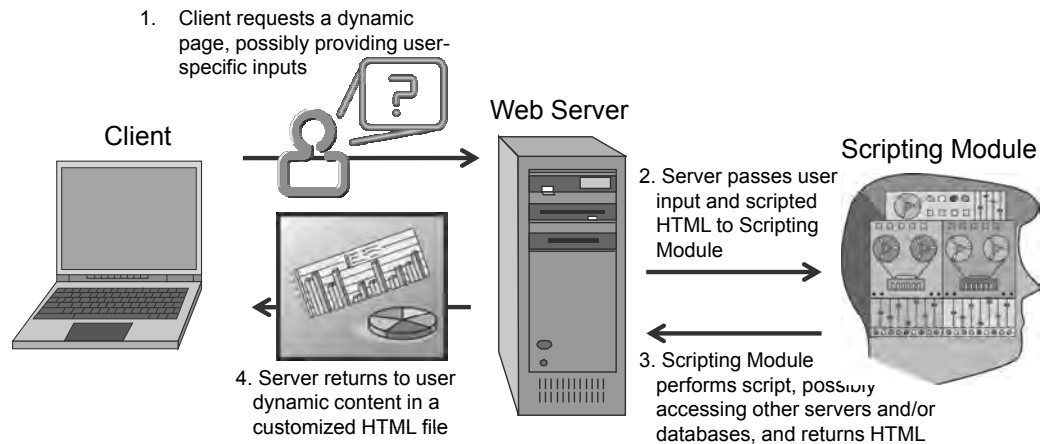 1. Client requests a dynamic
page, possibly providing user-
specific inputs
Client
Web Server
Scripting Module
2. Server passes user
input and scripted
HTML to Scripting
Module
3. Scripting Module
performs script, possibly
accessing other servers and/or
databases, and returns HTML
4. Server returns to user
dynamic content in a
customized HTML file
?